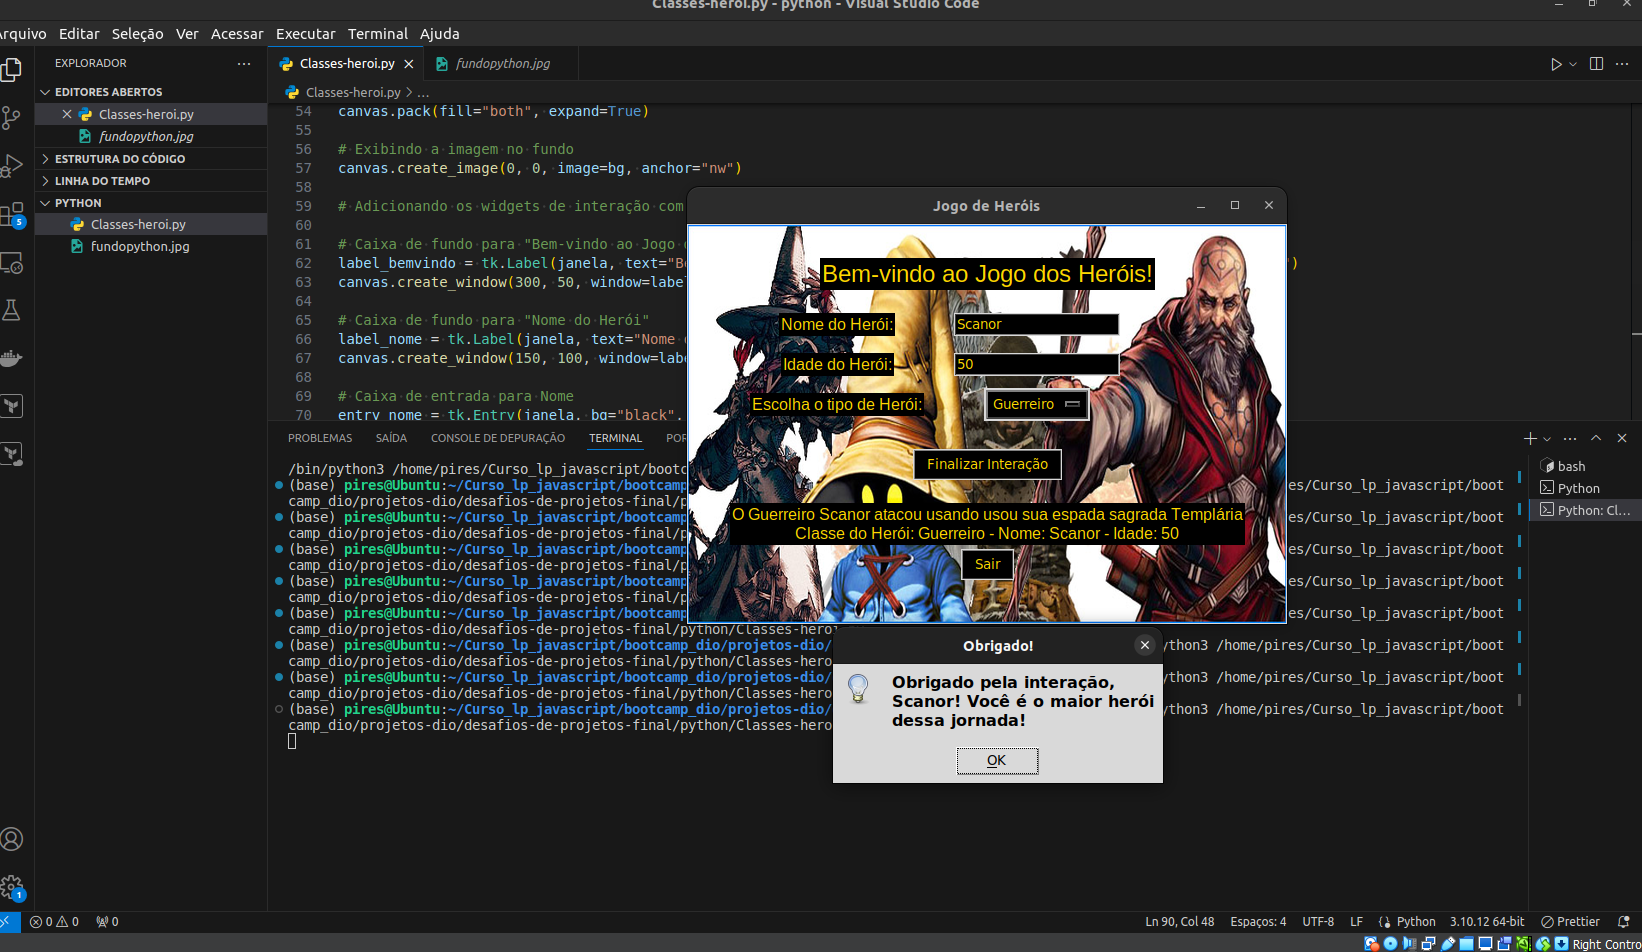 Classes-heroi.py - python - Visual Studio Code
Arquivo Editar Seleção Ver Acessar Executar Terminal Ajuda
EXPLORADOR
EDITORES ABERTOS
Classes-heroi.py
fundopython.jpg
ESTRUTURA DO CÓDIGO
LINHA DO TEMPO
PYTHON
Classes-heroi.py
fundopython.jpg
5
1
Classes-heroi.py fundopython.jpg
Classes-heroi.py > ...
54 canvas.pack(fill="both", expand=True)
55
56 # Exibindo a imagem no fundo
57 canvas.create_image(0, 0, image=bg, anchor="nw")
58
59 # Adicionando os widgets de interação com
60
61 # Caixa de fundo para "Bem-vindo ao Jogo
62 label_bemvindo = tk.Label(janela, text="B ")
63 canvas.create_window(300, 50, window=labe
64
65 # Caixa de fundo para "Nome do Herói"
66 label_nome = tk.Label(janela, text="Nome
67 canvas.create_window(150, 100, window=labe
68
69 # Caixa de entrada para Nome
70 entry_nome = tk.Entry(janela, bg="black",
Jogo de Heróis
Bem-vindo ao Jogo dos Heróis!
Nome do Herói: Scanor
Idade do Herói: 50
Escolha o tipo de Herói: Guerreiro
Finalizar Interação
O Guerreiro Scanor atacou usando usou sua espada sagrada Templária
Classe do Herói: Guerreiro - Nome: Scanor - Idade: 50
Sair
Obrigado!
Obrigado pela interação,
Scanor! Você é o maior herói
dessa jornada!
OK
PROBLEMAS SAÍDA CONSOLE DE DEPURAÇÃO TERMINAL POR
/bin/python3 /home/pires/Curso_lp_javascript/bootc
(base) pires@Ubuntu:~/Curso_lp_javascript/bootcamp es/Curso_lp_javascript/boot
camp_dio/projetos-dio/desafios-de-projetos-final/p
(base) pires@Ubuntu:~/Curso_lp_javascript/bootcamp es/Curso_lp_javascript/boot
camp_dio/projetos-dio/desafios-de-projetos-final/p
(base) pires@Ubuntu:~/Curso_lp_javascript/bootcamp es/Curso_lp_javascript/boot
camp_dio/projetos-dio/desafios-de-projetos-final/p
(base) pires@Ubuntu:~/Curso_lp_javascript/bootcamp es/Curso_lp_javascript/boot
camp_dio/projetos-dio/desafios-de-projetos-final/p
(base) pires@Ubuntu:~/Curso_lp_javascript/bootcamp es/Curso_lp_javascript/boot
camp_dio/projetos-dio/desafios-de-projetos-final/python/Classes-heroi
(base) pires@Ubuntu:~/Curso_lp_javascript/bootcamp_dio/projetos-dio/ thon3 /home/pires/Curso_lp_javascript/boot
camp_dio/projetos-dio/desafios-de-projetos-final/python/Classes-hero
(base) pires@Ubuntu:~/Curso_lp_javascript/bootcamp_dio/projetos-dio/ ython3 /home/pires/Curso_lp_javascript/boot
camp_dio/projetos-dio/desafios-de-projetos-final/python/Classes-hero
(base) pires@Ubuntu:~/Curso_lp_javascript/bootcamp_dio/projetos-dio/ ython3 /home/pires/Curso_lp_javascript/boot
camp_dio/projetos-dio/desafios-de-projetos-final/python/Classes-hero
bash
Python
Python: Cl...
0 0 0
Ln 90, Col 48 Espaços: 4 UTF-8 LF Python 3.10.12 64-bit Prettier
Right Contro